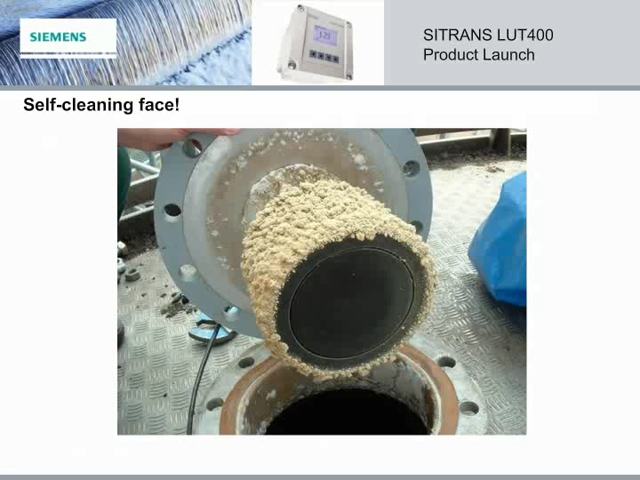 SIEMENS
SITRANS LUT400
Product Launch
Self-cleaning face!